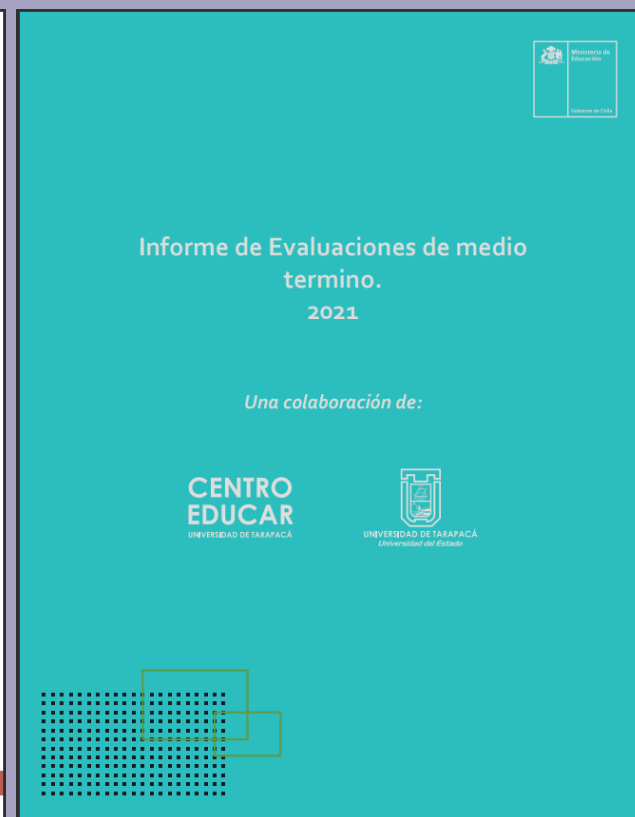 Ministerio de
Educación
Gobierno de Chile
Informe de Evaluaciones de medio
termino.
2021
Una colaboración de:
CENTRO
EDUCAR
UNIVERSIDAD DE TARAPACÁ
UNIVERSIDAD DE TARAPACÁ
Universidad del Estado